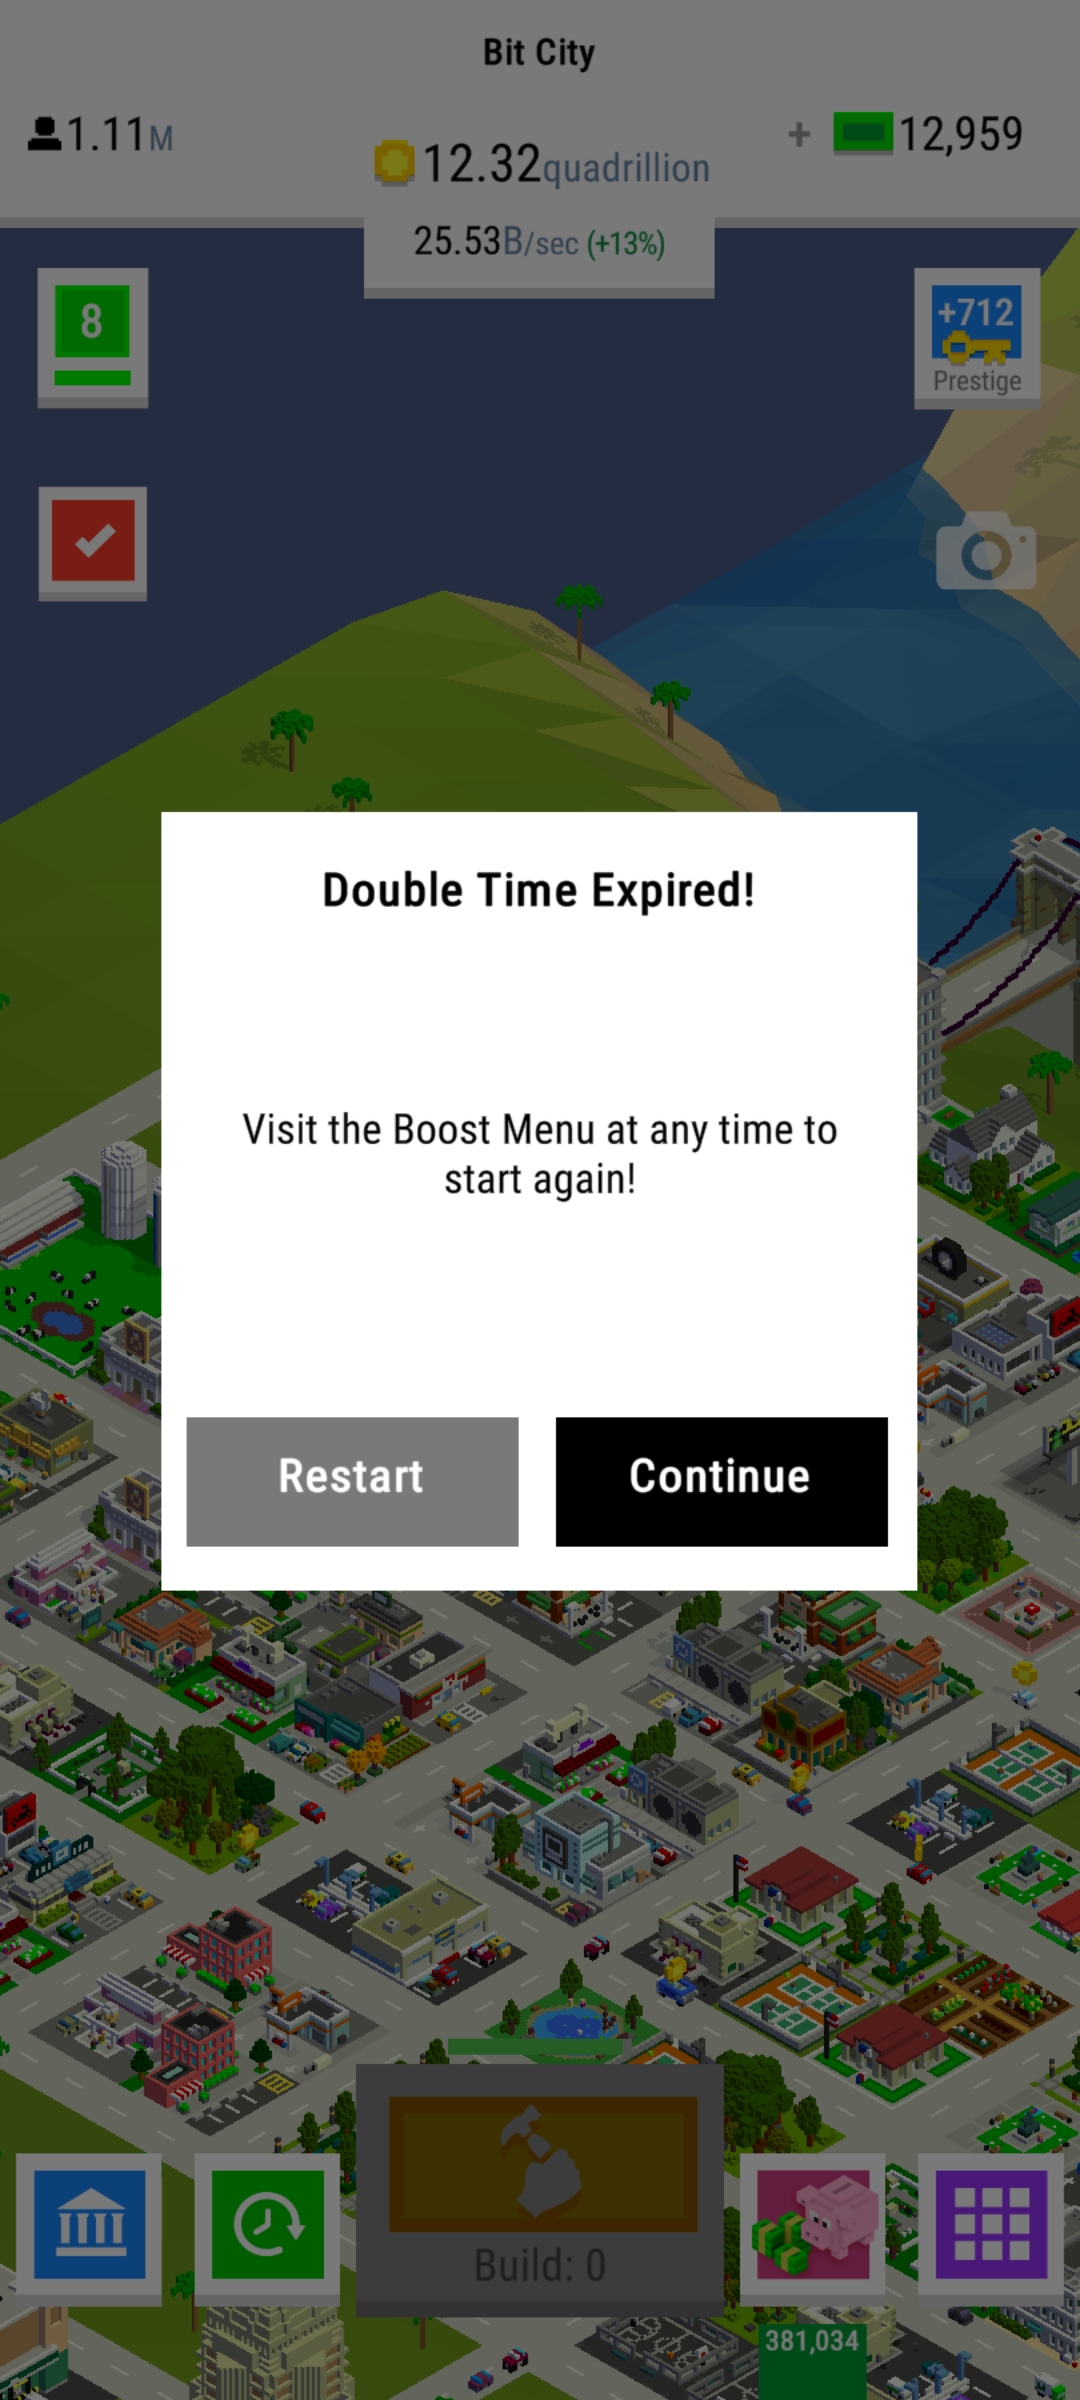 Bit City
1.11M
12.32quadrillion
+ 12,959
25.53B/sec (+13%)
8
+712
Prestige
Double Time Expired!
Visit the Boost Menu at any time to
start again!
Restart
Continue
Build: 0
381,034